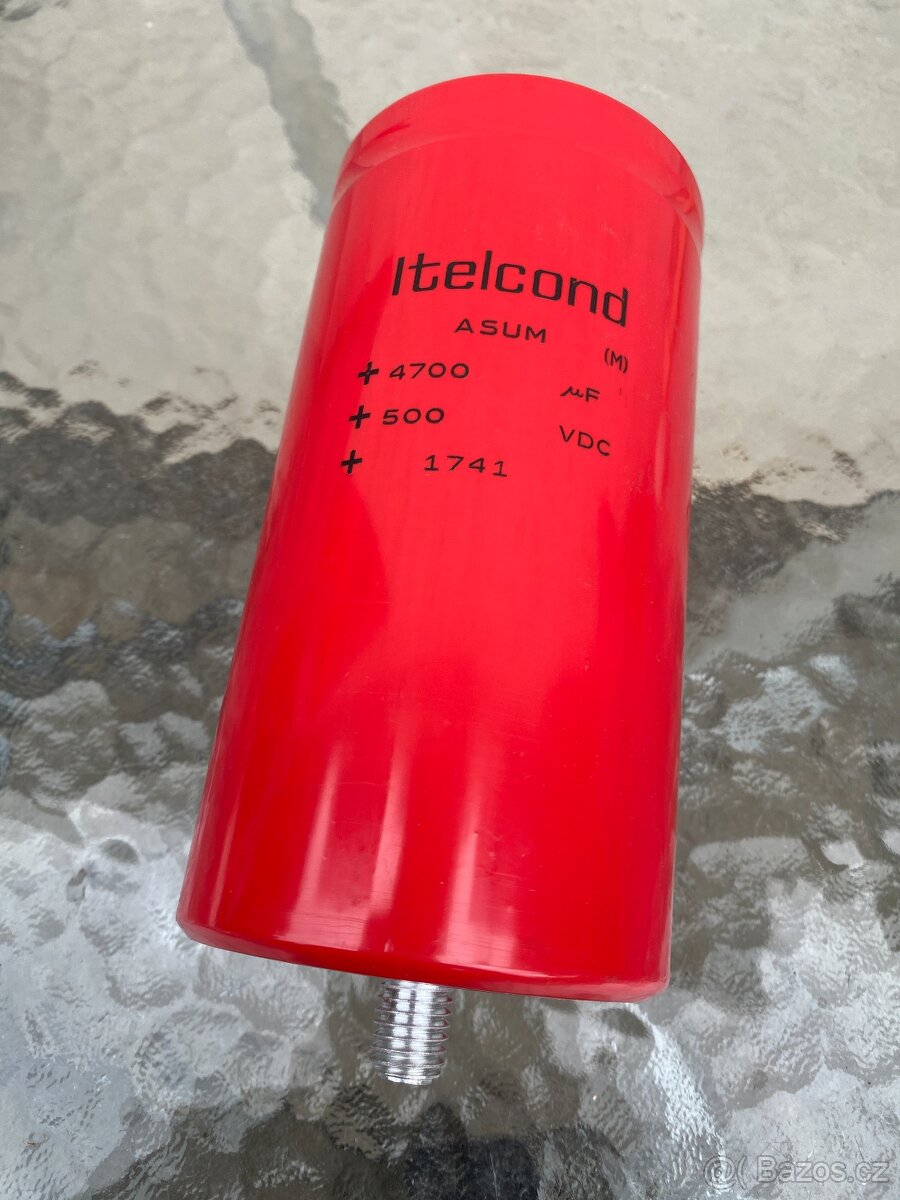 Itelcond
ASUM (M)
+ 4700 µF
+ 500 VDC
+ 1741
Bazos.cz